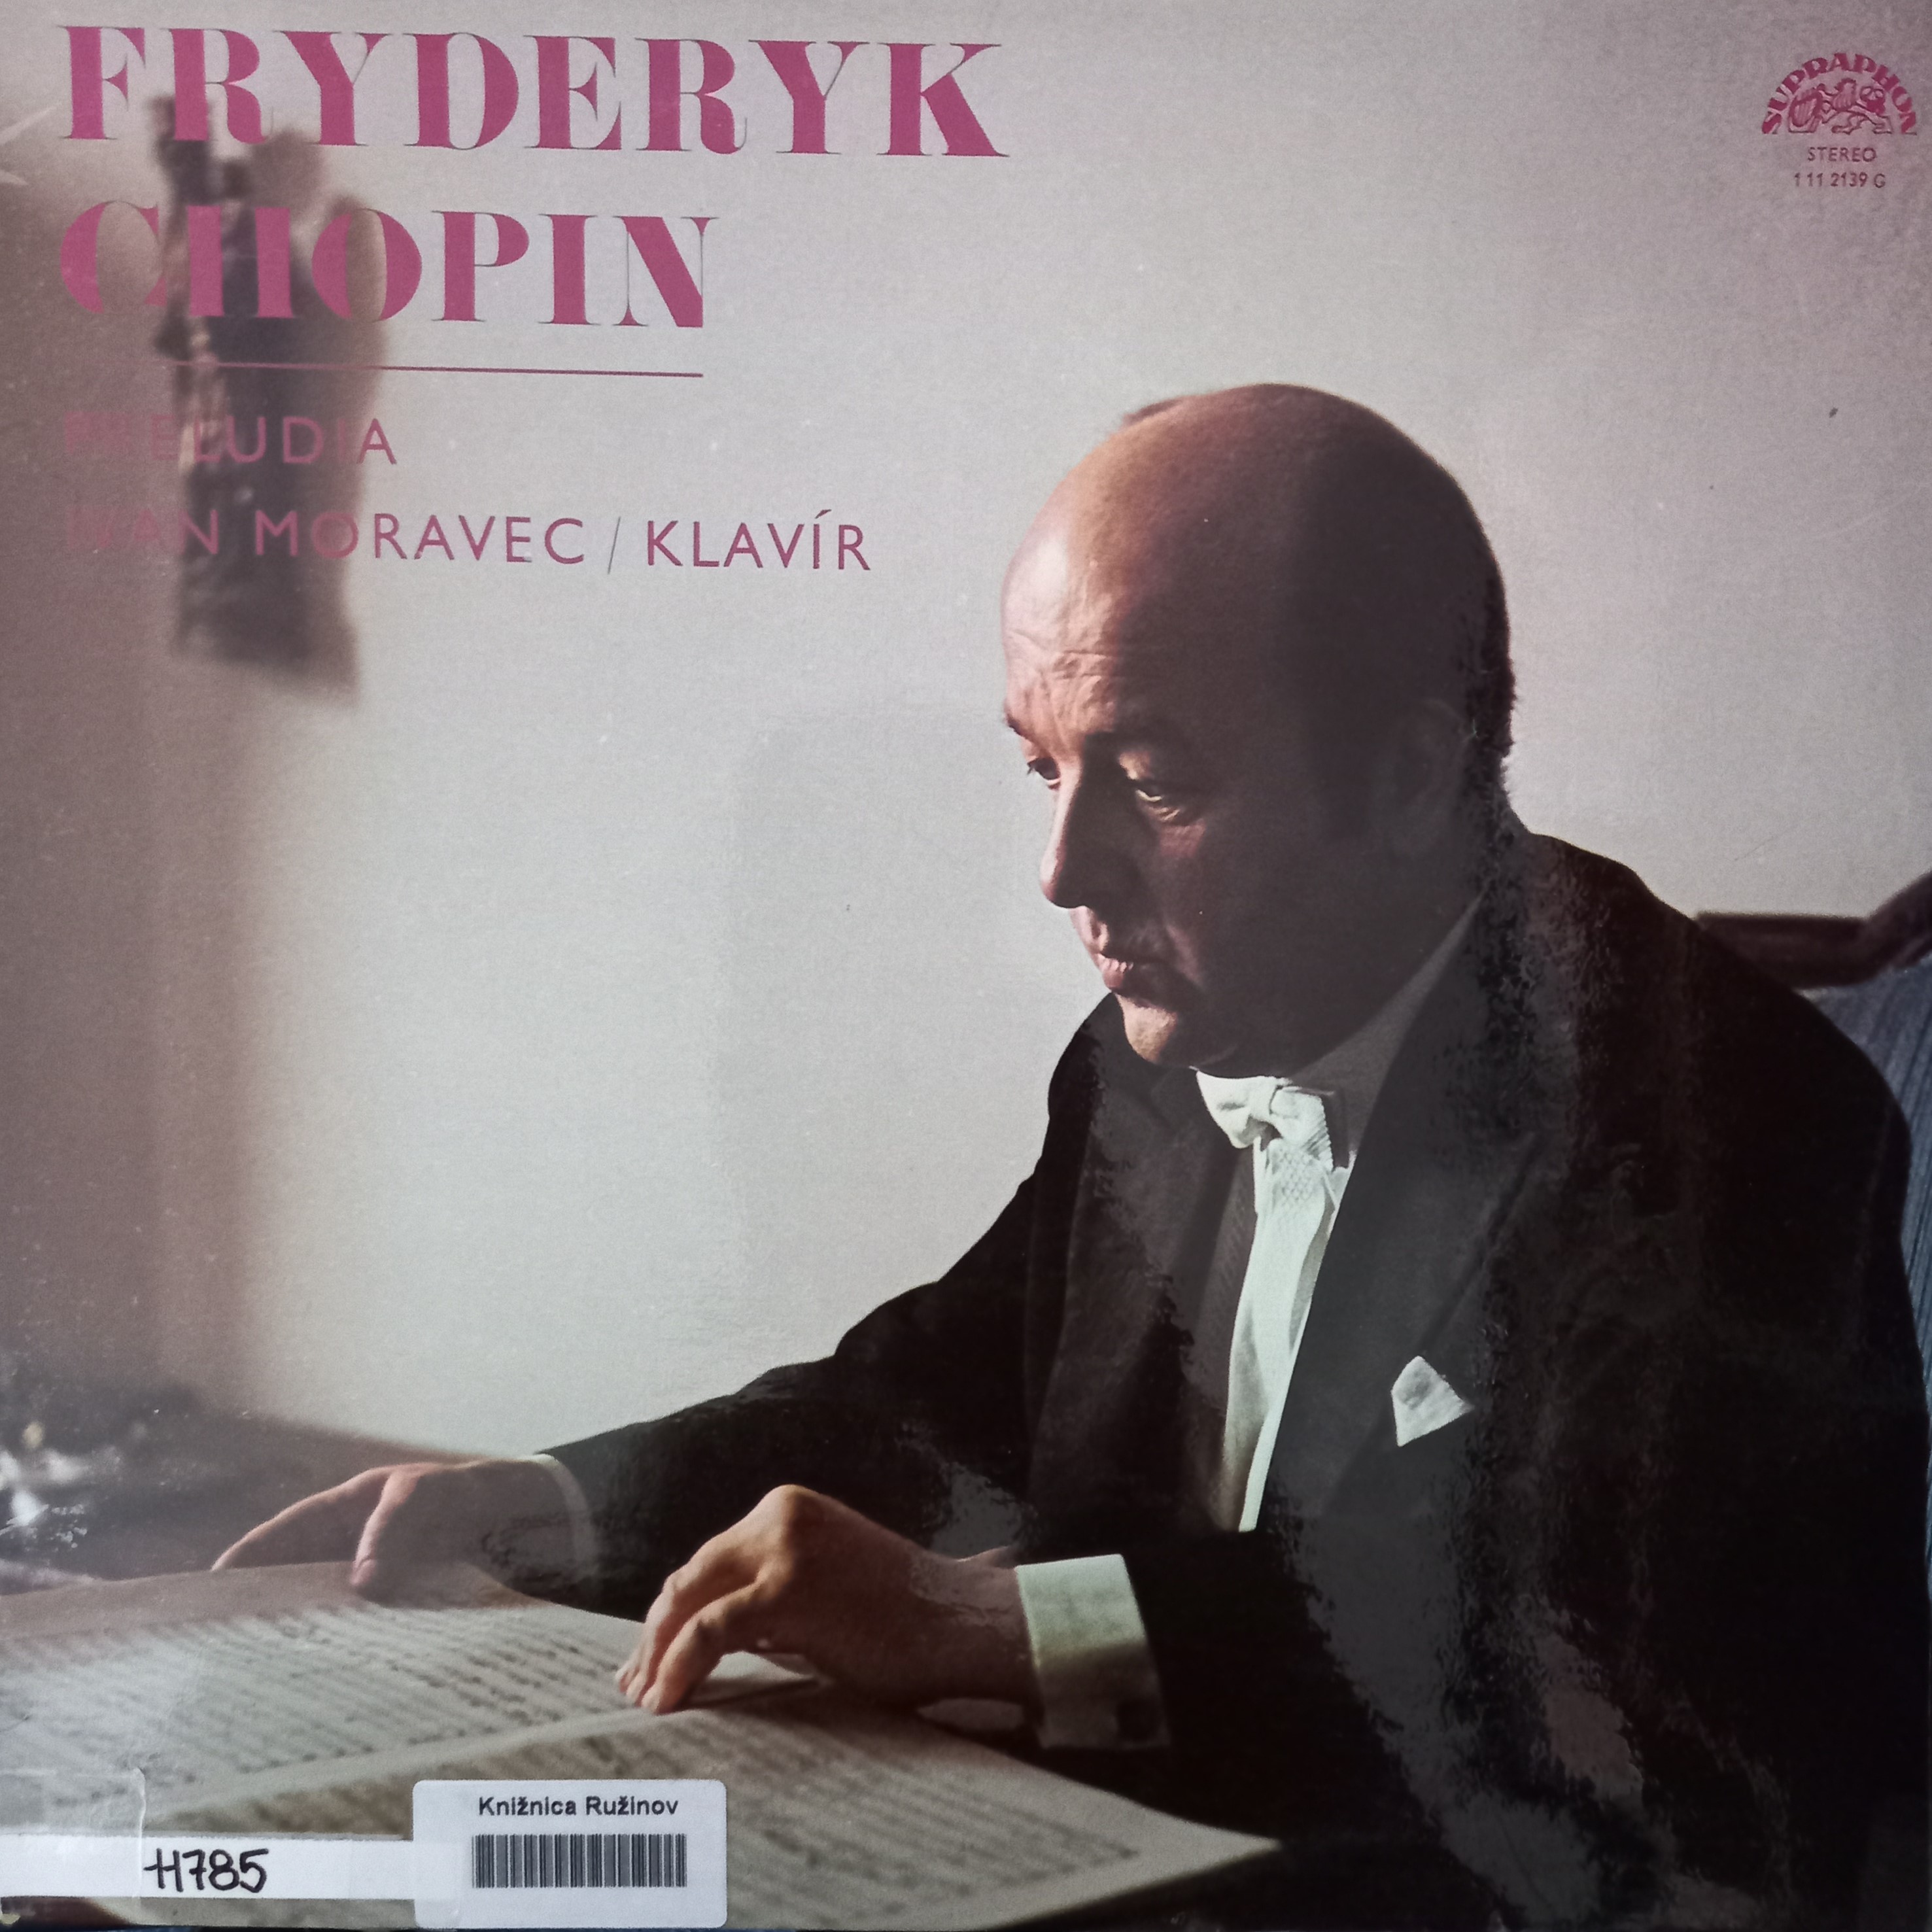 FRYDERYK
CHOPIN
PRELUDIA
IVAN MORAVEC / KLAVÍR
SUPRAPHON
STEREO
1 11 2139 G
Knižnica Ružinov
H785